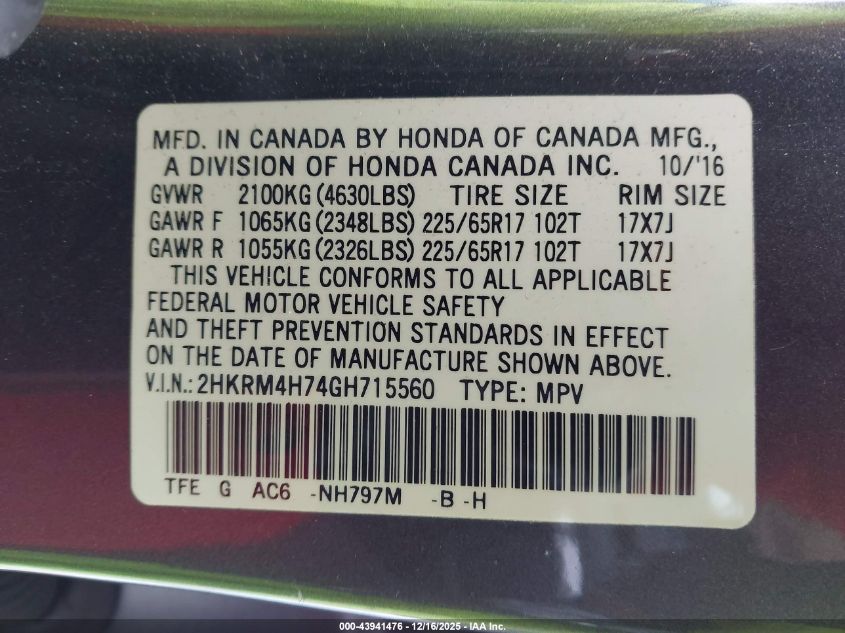 MFD. IN CANADA BY HONDA OF CANADA MFG.,
A DIVISION OF HONDA CANADA INC. 10/'16
GVWR 2100KG (4630LBS) TIRE SIZE RIM SIZE
GAWR F 1065KG (2348LBS) 225/65R17 102T 17X7J
GAWR R 1055KG (2326LBS) 225/65R17 102T 17X7J
THIS VEHICLE CONFORMS TO ALL APPLICABLE
FEDERAL MOTOR VEHICLE SAFETY
AND THEFT PREVENTION STANDARDS IN EFFECT
ON THE DATE OF MANUFACTURE SHOWN ABOVE.
V.I.N.: 2HKRM4H74GH715560 TYPE: MPV
TFE G AC6 -NH797M -B -H
000-43941476 - 12/16/2025 - IAA Inc.